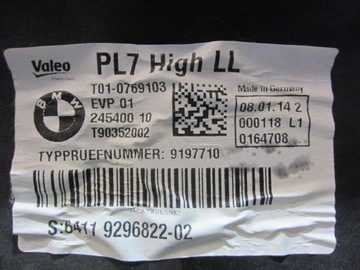 Valeo PL7 High LL
T01-0769103
EVP 01
245400 10
T90352002
BMW
Made in Germany
08.01.14 2
000118 L1
0164708
TYPPRUEFNUMMER: 9197710
S:6411 9296822-02